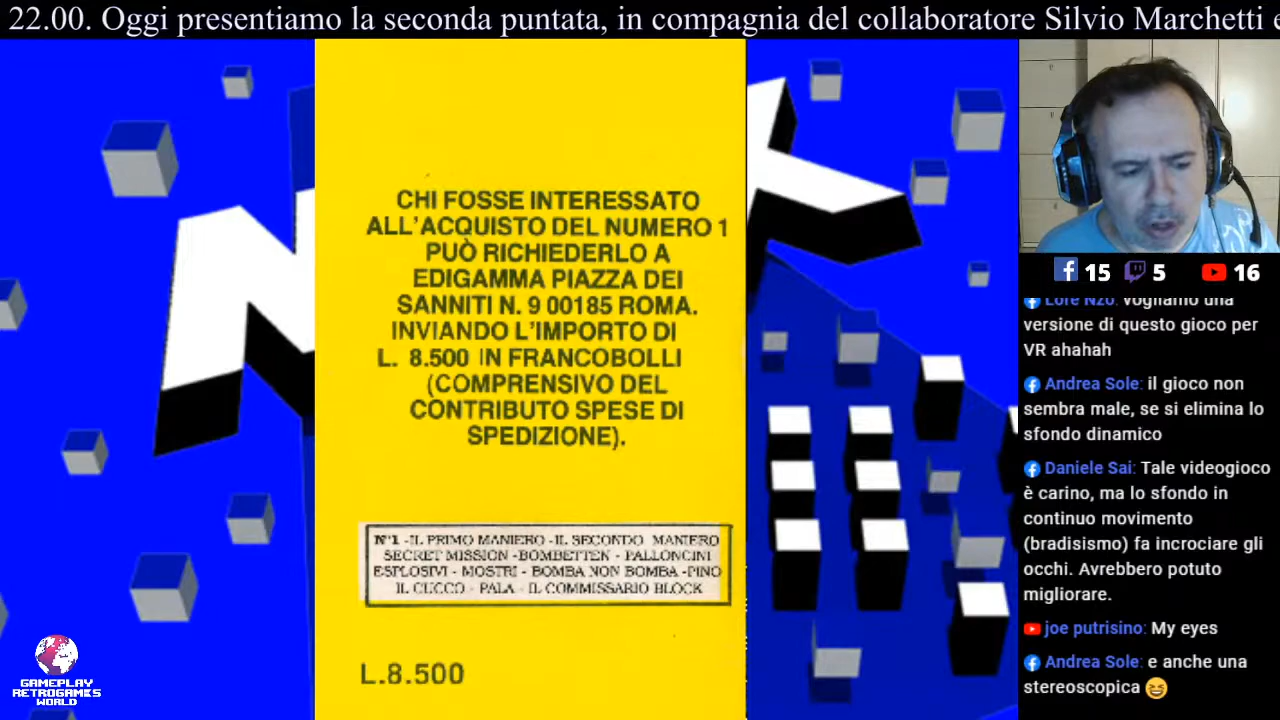 22.00. Oggi presentiamo la seconda puntata, in compagnia del collaboratore Silvio Marchetti e
CHI FOSSE INTERESSATO
ALL'ACQUISTO DEL NUMERO 1
PUÒ RICHIEDERLO A
EDIGAMMA PIAZZA DEI
SANNITI N. 9 00185 ROMA.
INVIANDO L'IMPORTO DI
L. 8.500 IN FRANCOBOLLI
(COMPRENSIVO DEL
CONTRIBUTO SPESE DI
SPEDIZIONE).
N°1 -IL PRIMO MANIERO -IL SECONDO MANIERO
SECRET MISSION -BOMBETTEN - PALLONCINI
ESPLOSIVI - MOSTRI - BOMBA NON BOMBA -PINO
IL CUCCO - PALA - IL COMMISSARIO BLOCK
L.8.500
GAMEPLAY
RETROGAMES
WORLD
15 5 16
Lore Nzo: vogliamo una
versione di questo gioco per
VR ahahah
Andrea Sole: il gioco non
sembra male, se si elimina lo
sfondo dinamico
Daniele Sai: Tale videogioco
è carino, ma lo sfondo in
continuo movimento
(bradisismo) fa incrociare gli
occhi. Avrebbero potuto
migliorare.
joe putrisino: My eyes
Andrea Sole: e anche una
stereoscopica 😆